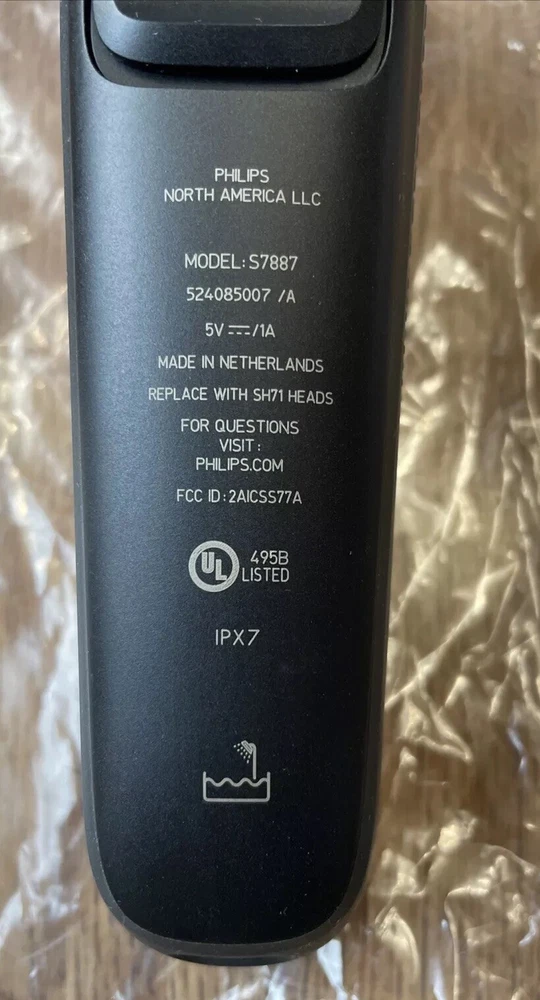 PHILIPS
NORTH AMERICA LLC
MODEL: S7887
524085007 /A
5V ⎓/1A
MADE IN NETHERLANDS
REPLACE WITH SH71 HEADS
FOR QUESTIONS
VISIT:
PHILIPS.COM
FCC ID: 2AICSS77A
UL 495B
LISTED
IPX7